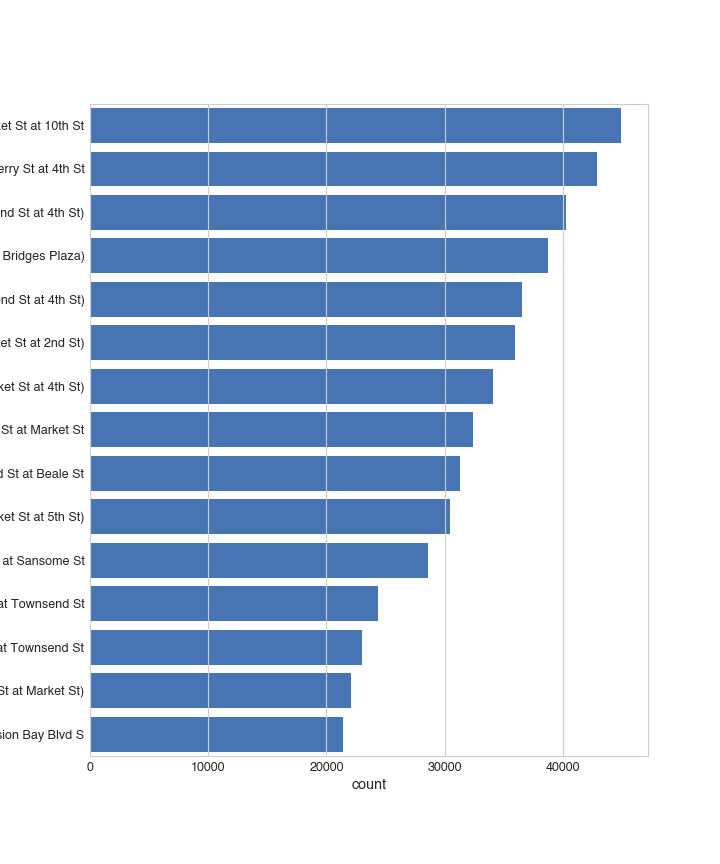 ket St at 10th St
erry St at 4th St
nd St at 4th St)
Bridges Plaza)
nd St at 4th St)
et St at 2nd St)
ket St at 4th St)
St at Market St
d St at Beale St
ket St at 5th St)
at Sansome St
at Townsend St
at Townsend St
St at Market St)
sion Bay Blvd S
0 10000 20000 30000 40000
count